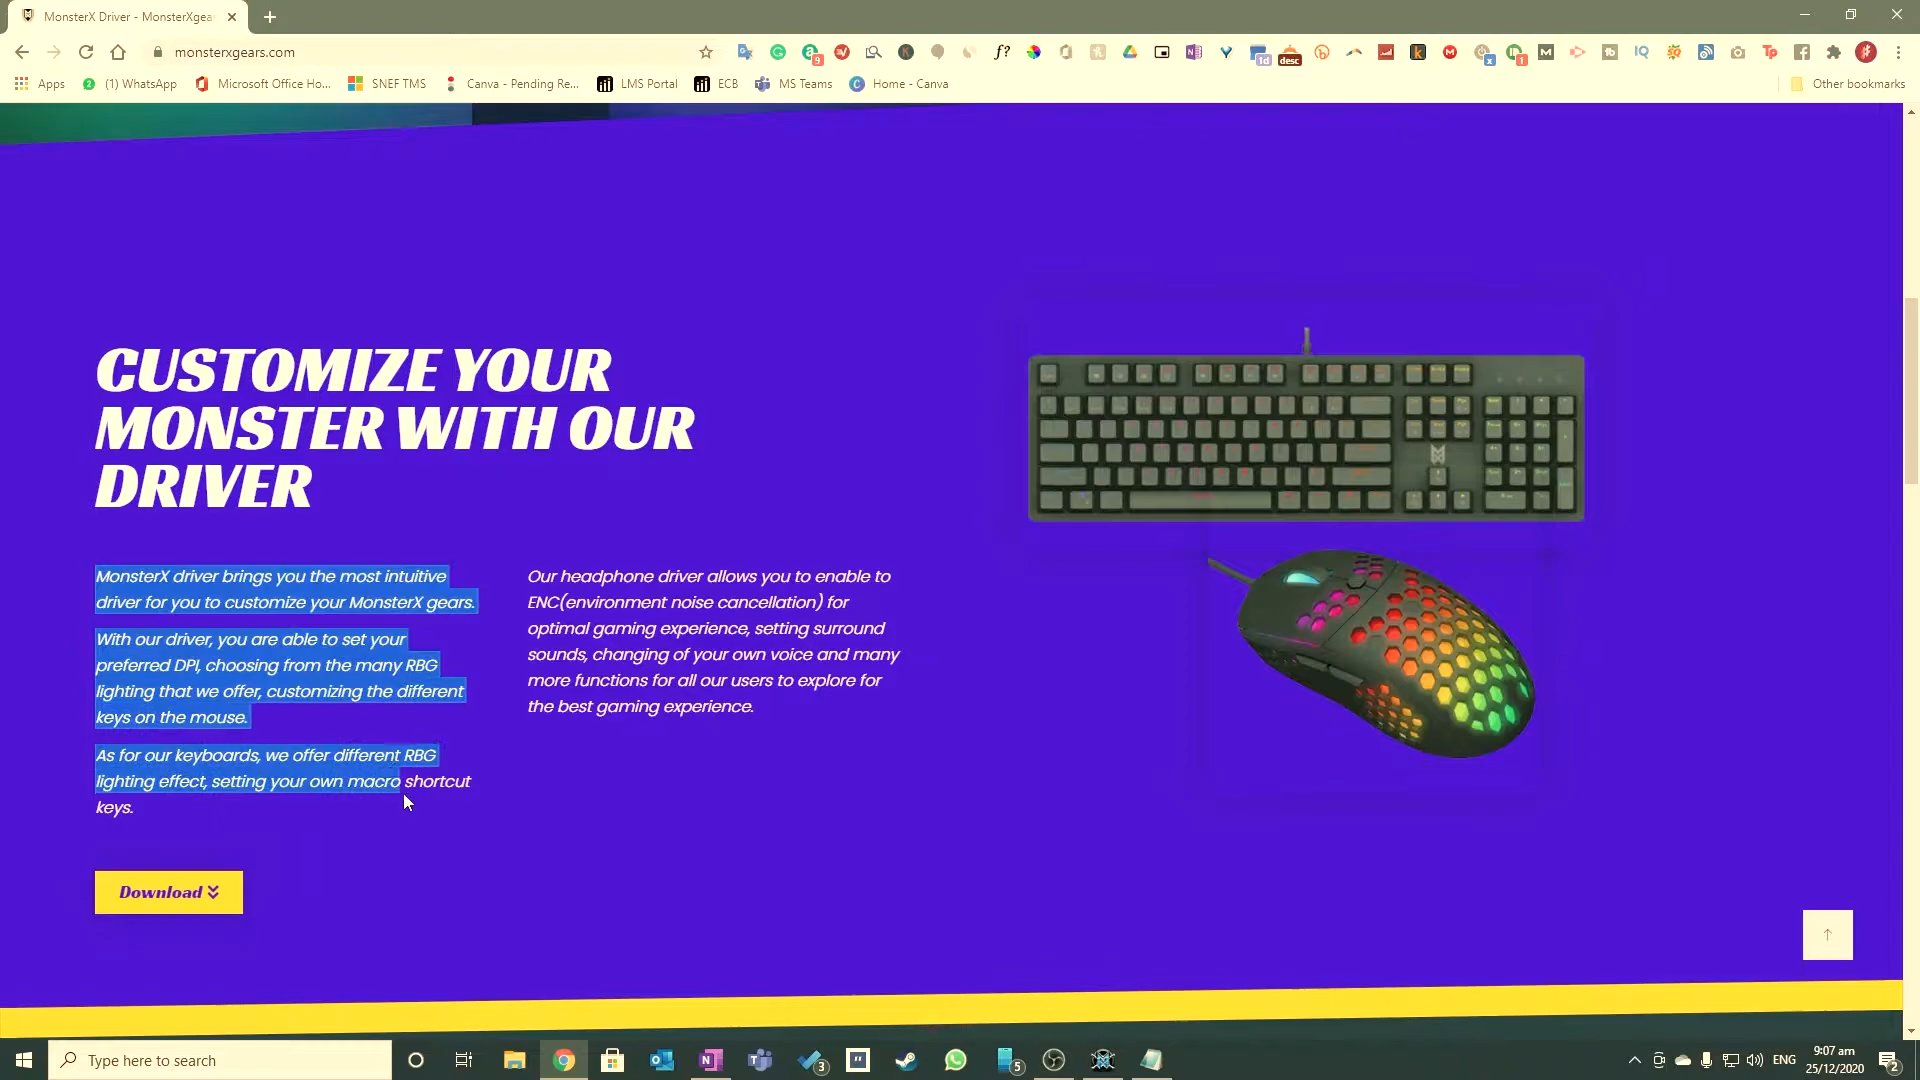 MonsterX Driver - MonsterXgea
monsterxgears.com
Apps
(1) WhatsApp
Microsoft Office Ho...
SNEF TMS
Canva - Pending Re...
LMS Portal
ECB
MS Teams
Home - Canva
Other bookmarks
CUSTOMIZE YOUR
MONSTER WITH OUR
DRIVER
MonsterX driver brings you the most intuitive
driver for you to customize your MonsterX gears.
With our driver, you are able to set your
preferred DPI, choosing from the many RBG
lighting that we offer, customizing the different
keys on the mouse.
As for our keyboards, we offer different RBG
lighting effect, setting your own macro shortcut
keys.
Our headphone driver allows you to enable to
ENC(environment noise cancellation) for
optimal gaming experience, setting surround
sounds, changing of your own voice and many
more functions for all our users to explore for
the best gaming experience.
Download
Type here to search
3
5
ENG
9:07 am
25/12/2020
2